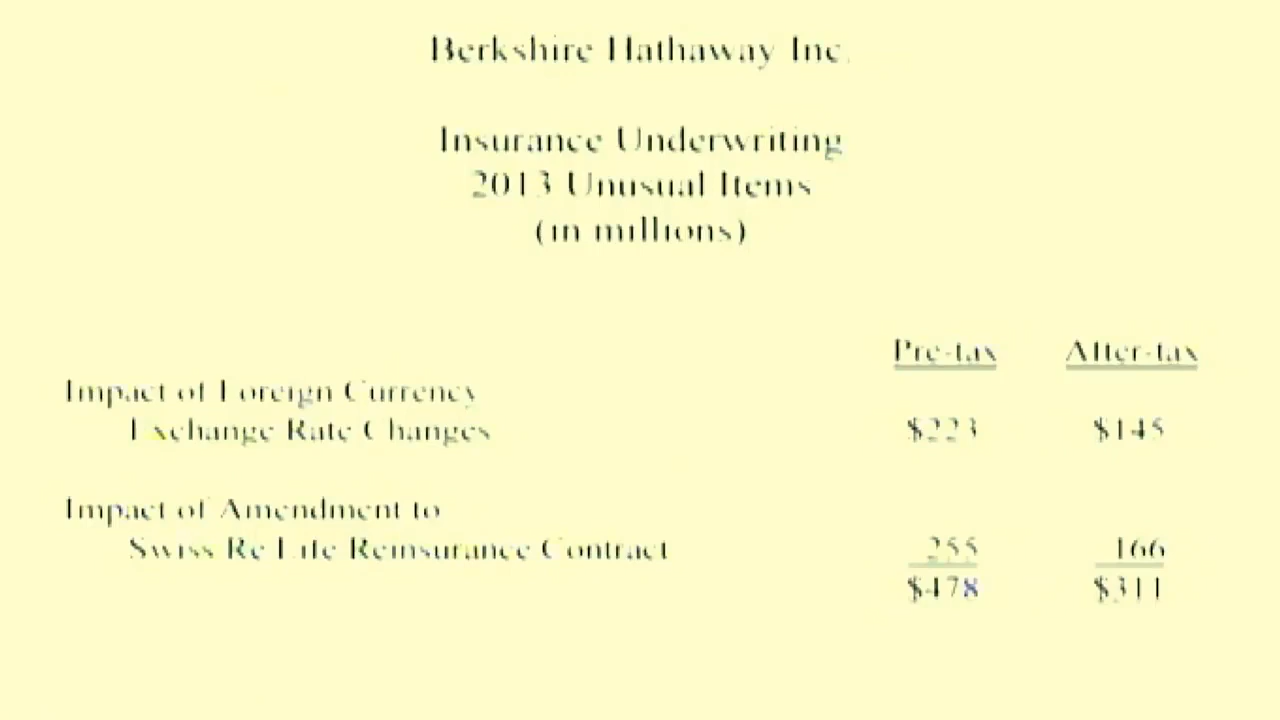 Berkshire Hathaway Inc.
Insurance Underwriting
2013 Unusual Items
(in millions)
Pre-tax After-tax
Impact of Foreign Currency
Exchange Rate Changes $223 $145
Impact of Amendment to
Swiss Re Life Reinsurance Contract 255 166
$478 $311